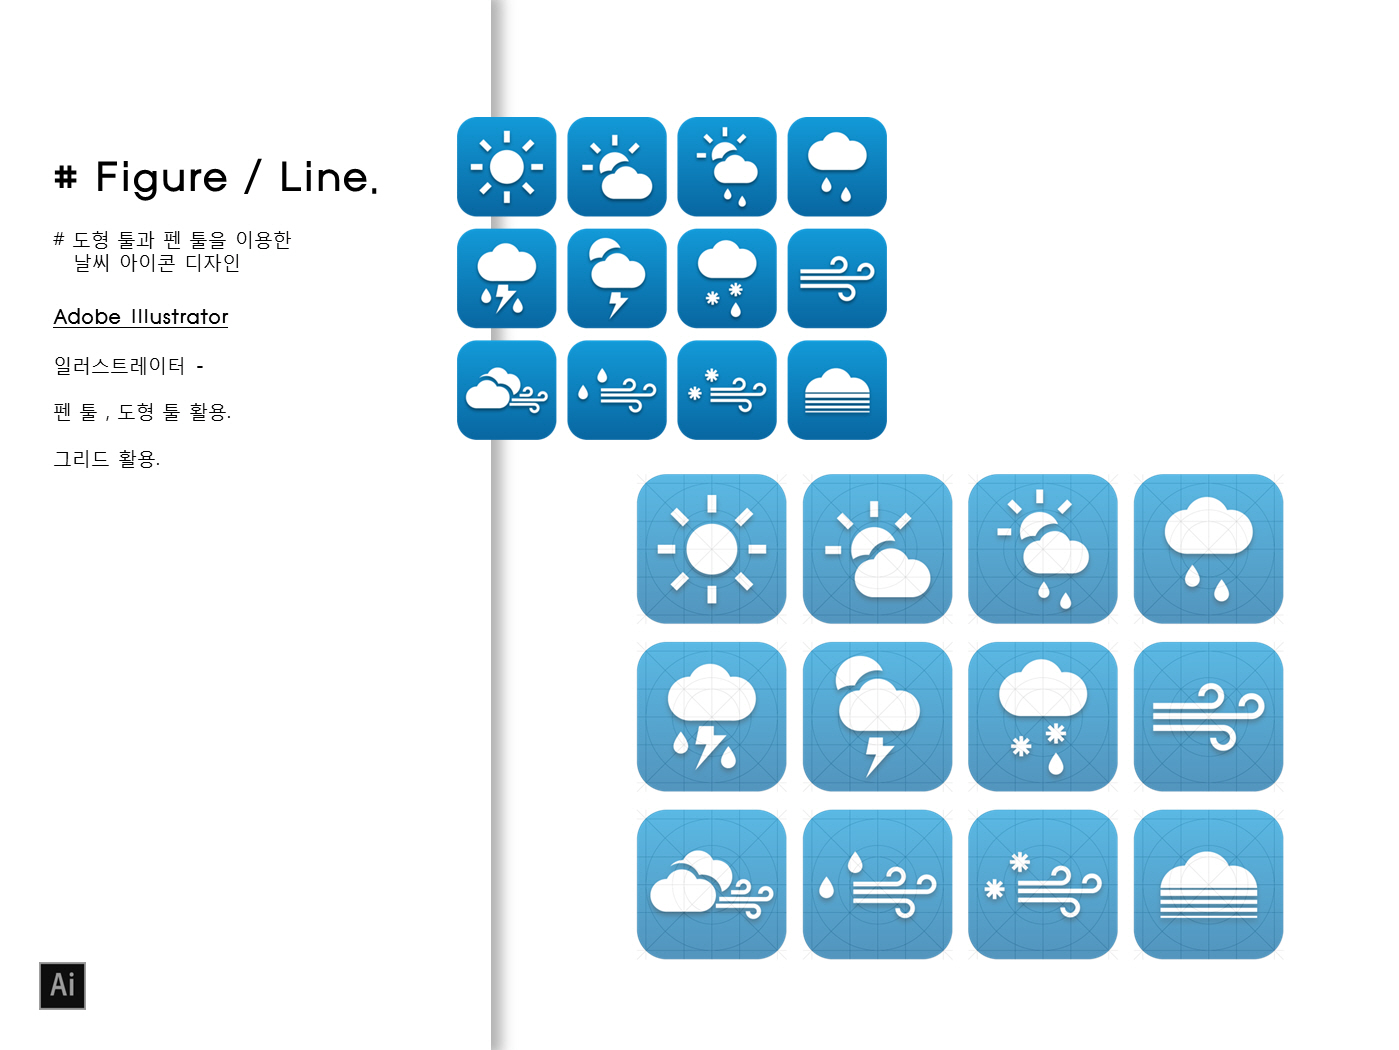 # Figure / Line.
# 도형 툴과 펜 툴을 이용한
날씨 아이콘 디자인
Adobe Illustrator
일러스트레이터 -
펜 툴 , 도형 툴 활용.
그리드 활용.
Ai